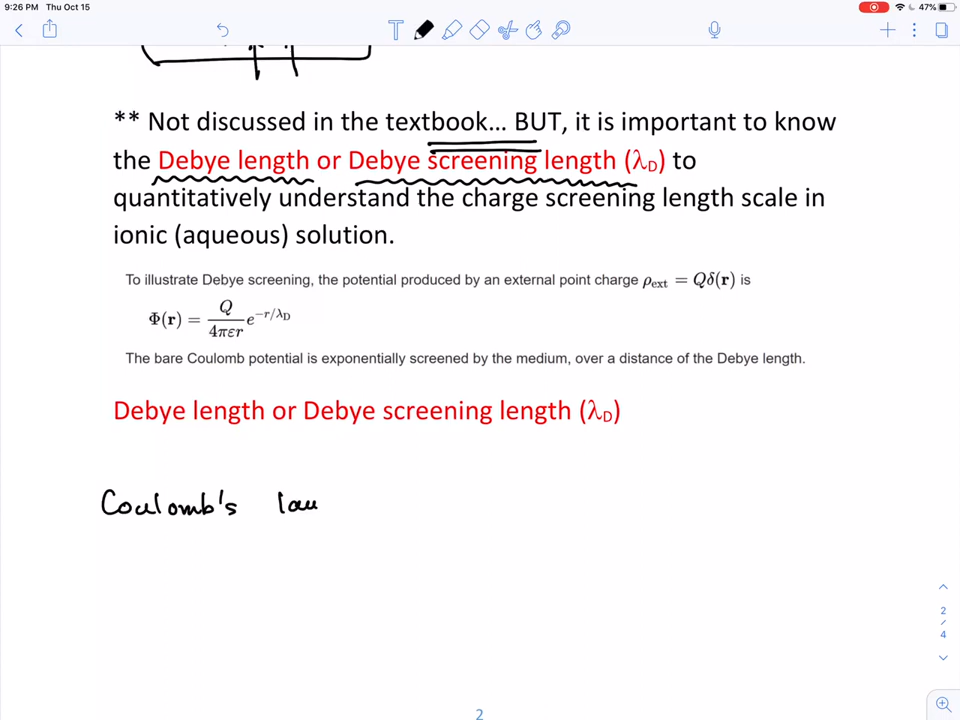 9:26 PM Thu Oct 15
47%
** Not discussed in the textbook... BUT, it is important to know
the Debye length or Debye screening length (λD) to
quantitatively understand the charge screening length scale in
ionic (aqueous) solution.
To illustrate Debye screening, the potential produced by an external point charge ρext = Qδ(r) is
Φ(r) = Q/4πεr e^−r/λD
The bare Coulomb potential is exponentially screened by the medium, over a distance of the Debye length.
Debye length or Debye screening length (λD)
Coulomb's law
2
/
4
2